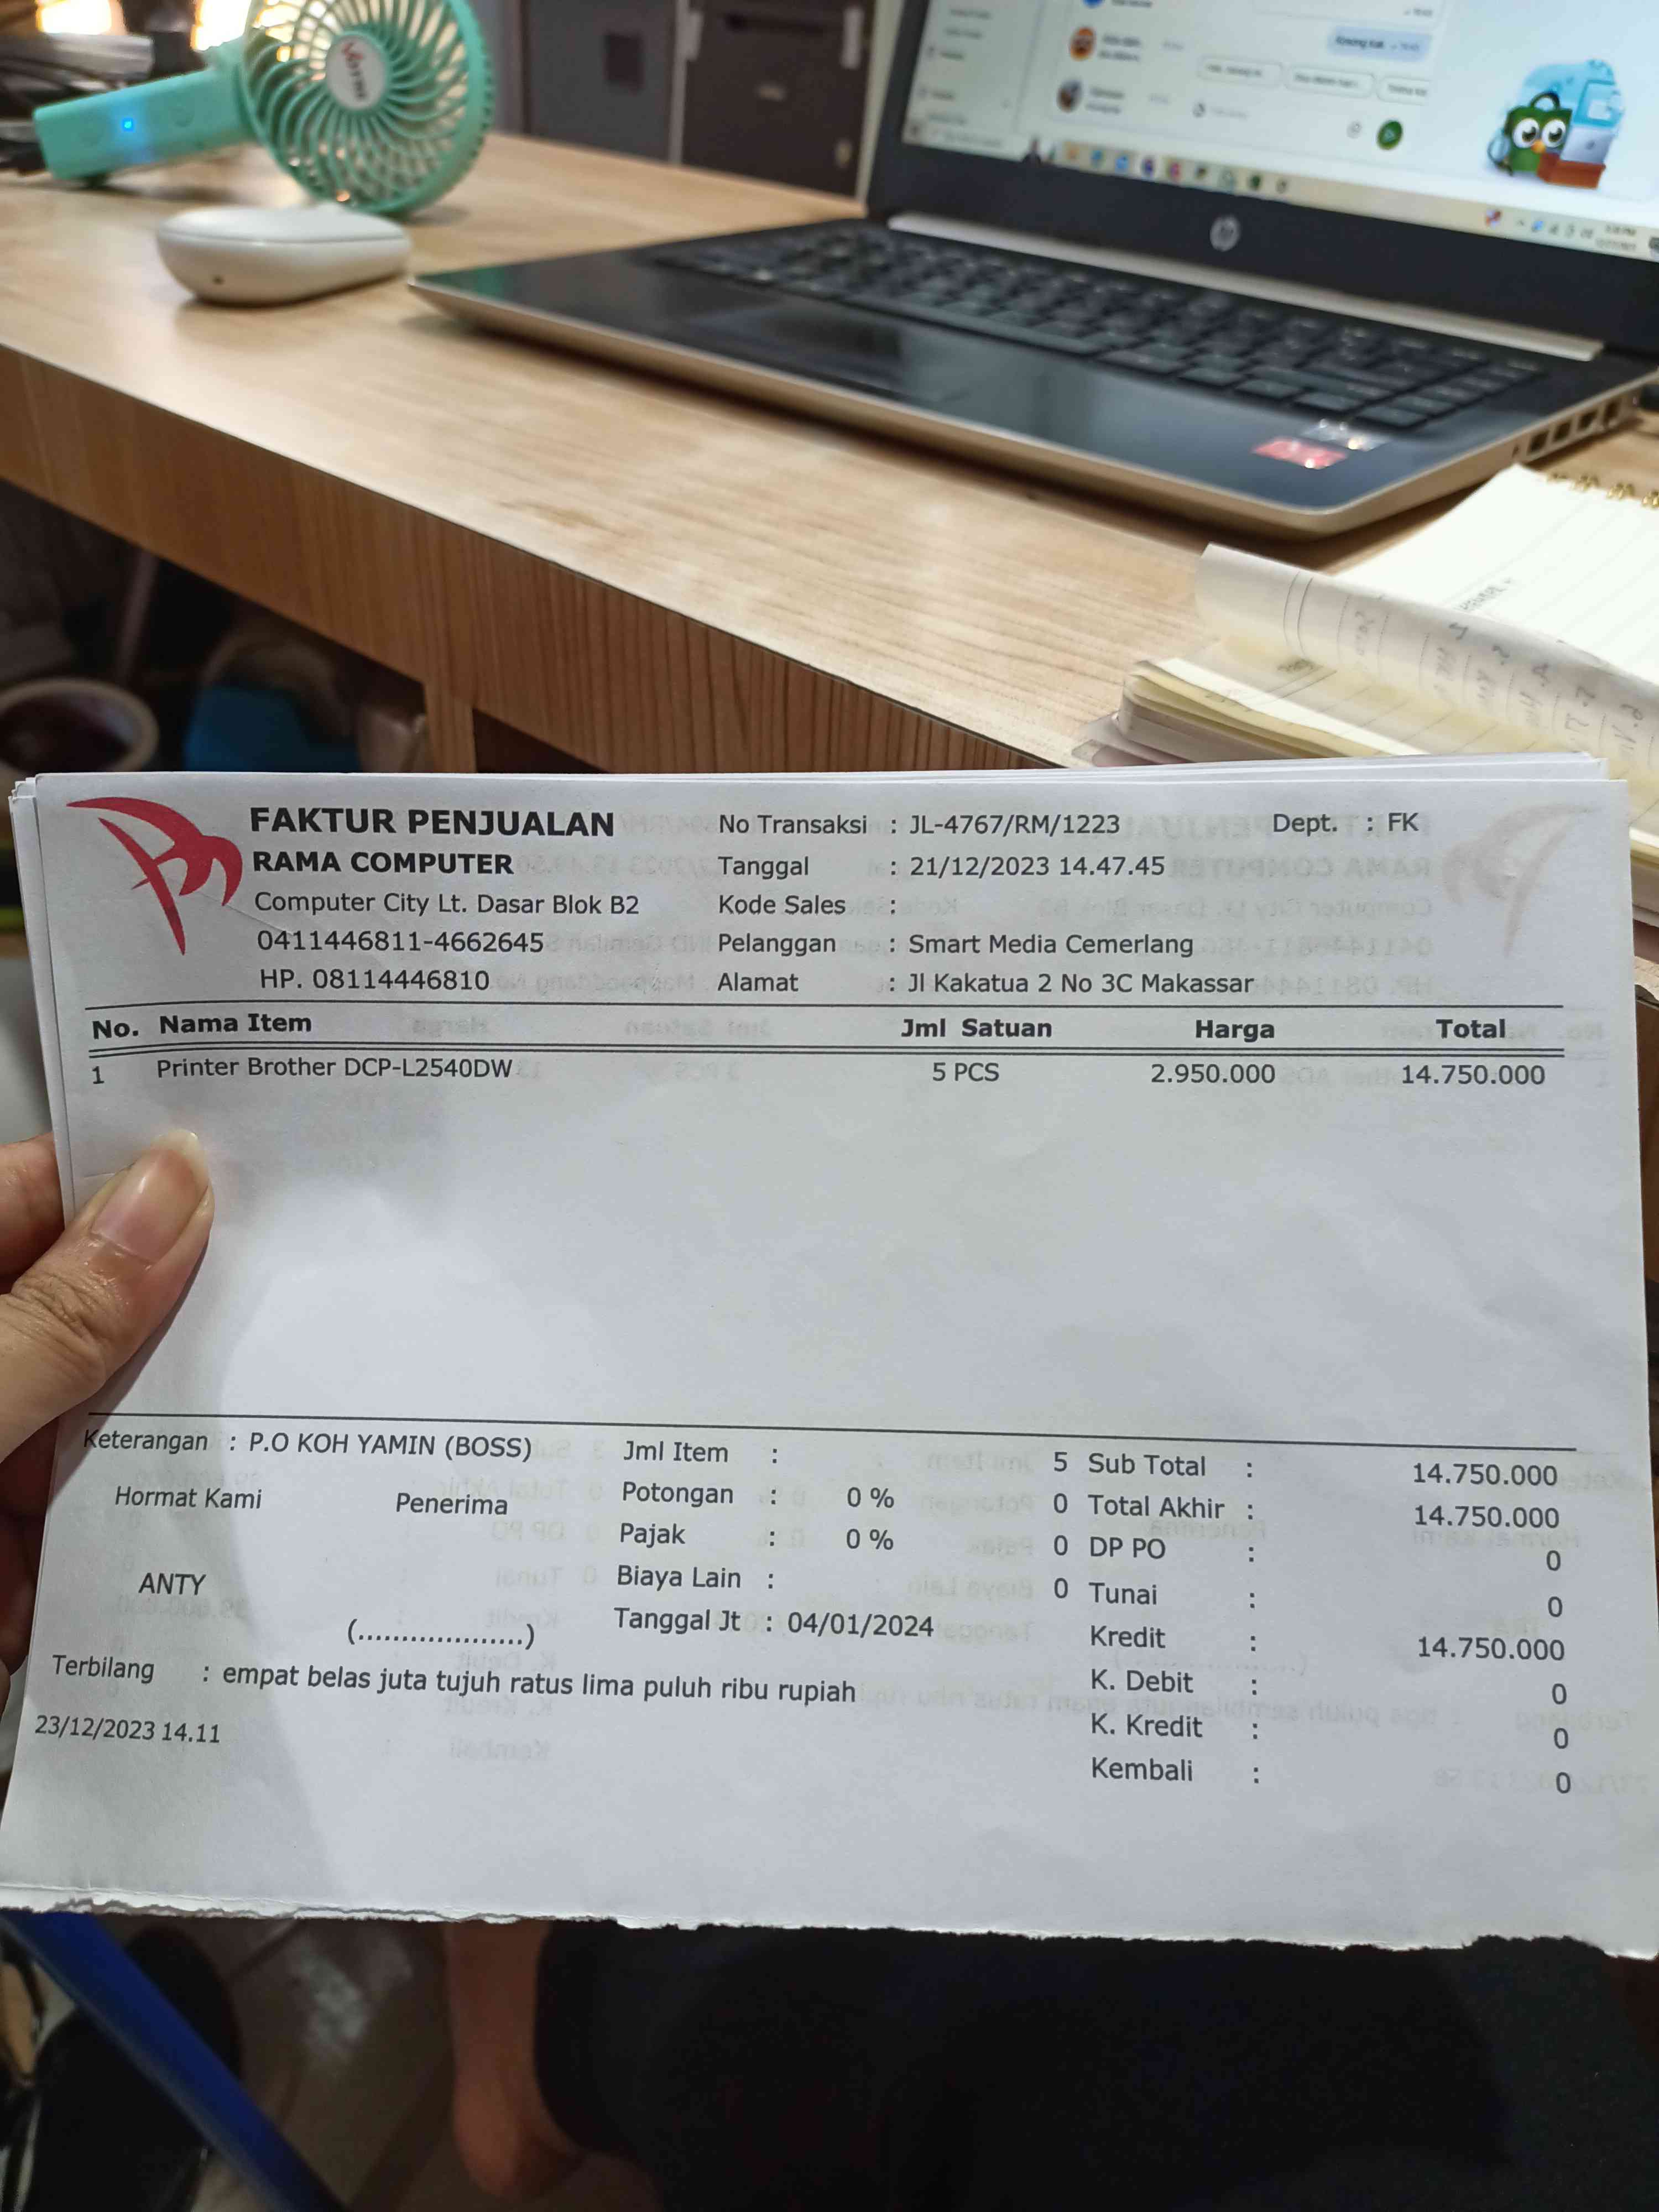 FAKTUR PENJUALAN
RAMA COMPUTER
Computer City Lt. Dasar Blok B2
0411446811-4662645
HP. 08114446810
No Transaksi : JL-4767/RM/1223
Tanggal : 21/12/2023 14.47.45
Kode Sales :
Pelanggan : Smart Media Cemerlang
Alamat : Jl Kakatua 2 No 3C Makassar
Dept. : FK
No. Nama Item Jml Satuan Harga Total
1 Printer Brother DCP-L2540DW 5 PCS 2.950.000 14.750.000
Keterangan : P.O KOH YAMIN (BOSS)
Hormat Kami Penerima
ANTY
(...................)
Jml Item : 5
Potongan : 0 % 0
Pajak : 0 % 0
Biaya Lain : 0
Tanggal Jt : 04/01/2024
Sub Total : 14.750.000
Total Akhir : 14.750.000
DP PO : 0
Tunai : 0
Kredit : 14.750.000
K. Debit : 0
K. Kredit : 0
Kembali : 0
Terbilang : empat belas juta tujuh ratus lima puluh ribu rupiah
23/12/2023 14.11
hp